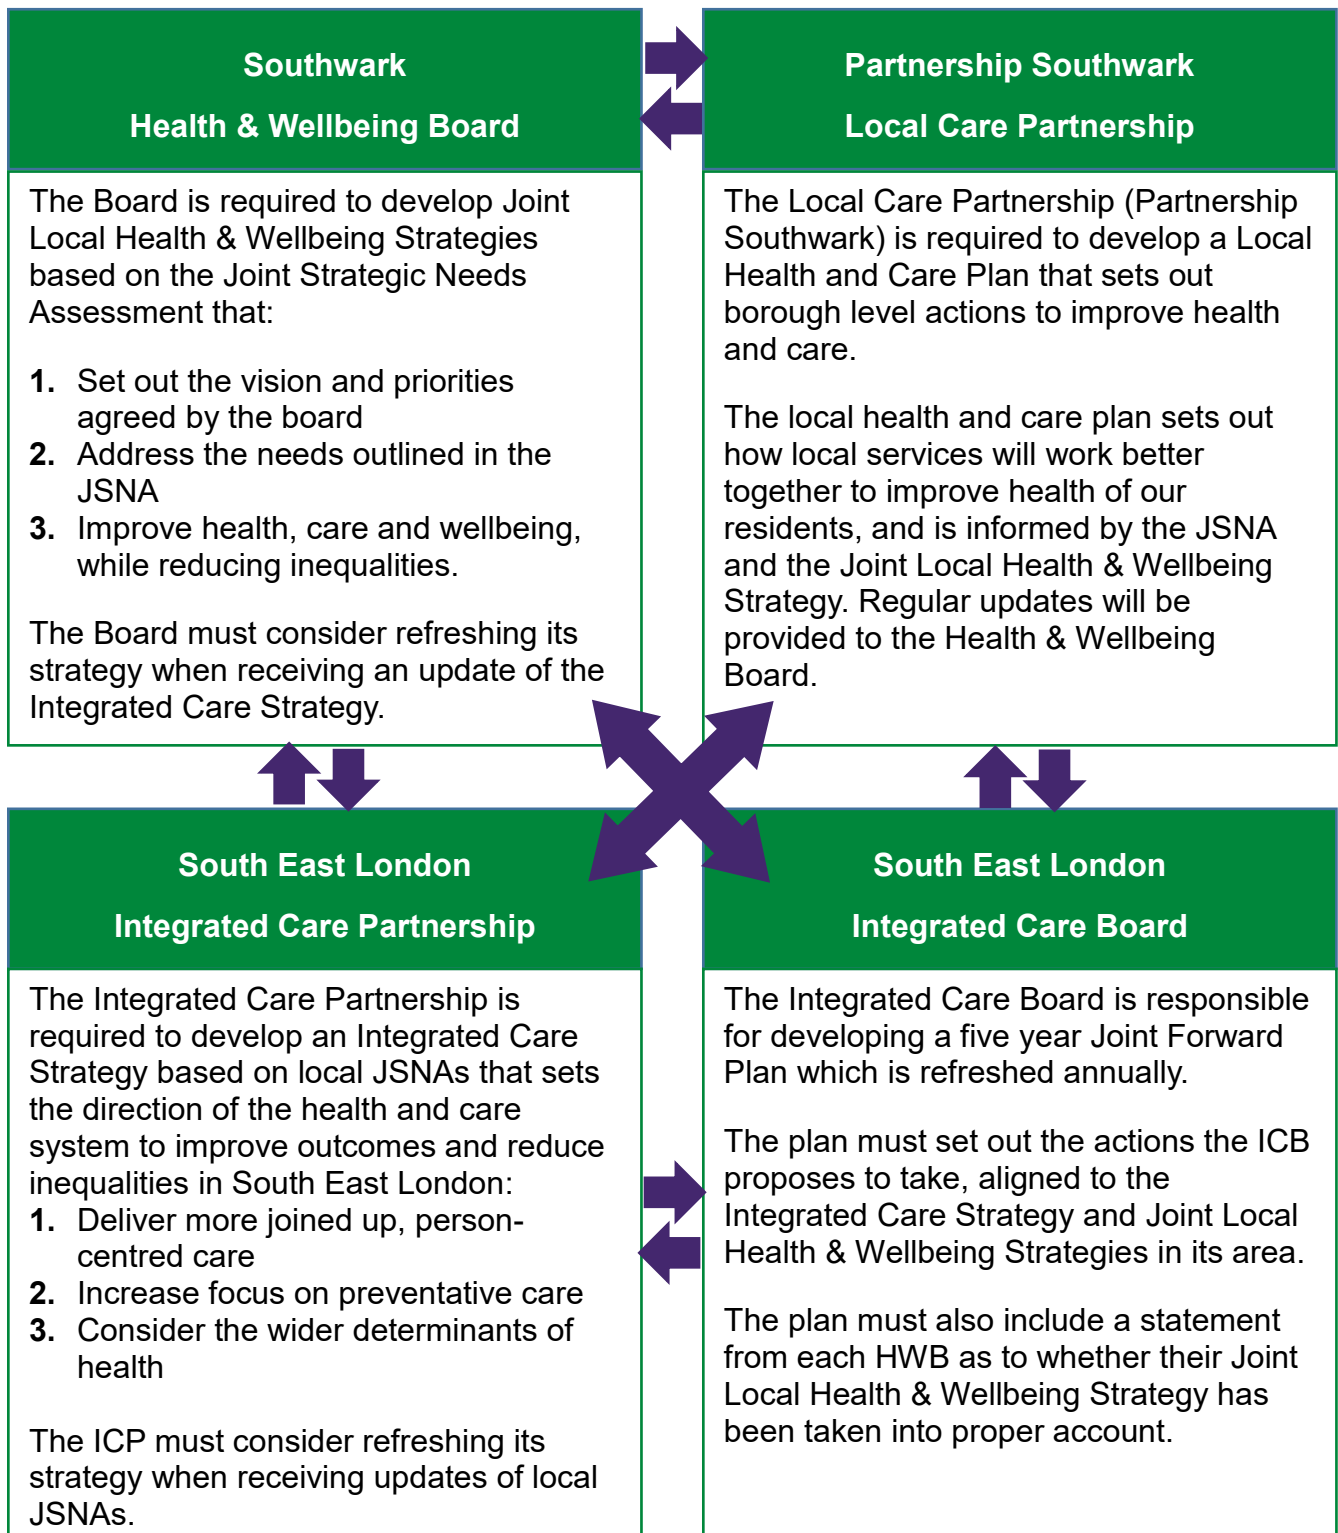 Southwark
Health & Wellbeing Board
The Board is required to develop Joint
Local Health & Wellbeing Strategies
based on the Joint Strategic Needs
Assessment that:
1. Set out the vision and priorities
agreed by the board
2. Address the needs outlined in the
JSNA
3. Improve health, care and wellbeing,
while reducing inequalities.
The Board must consider refreshing its
strategy when receiving an update of the
Integrated Care Strategy.
Partnership Southwark
Local Care Partnership
The Local Care Partnership (Partnership
Southwark) is required to develop a Local
Health and Care Plan that sets out
borough level actions to improve health
and care.
The local health and care plan sets out
how local services will work better
together to improve health of our
residents, and is informed by the JSNA
and the Joint Local Health & Wellbeing
Strategy. Regular updates will be
provided to the Health & Wellbeing
Board.
South East London
Integrated Care Partnership
The Integrated Care Partnership is
required to develop an Integrated Care
Strategy based on local JSNAs that sets
the direction of the health and care
system to improve outcomes and reduce
inequalities in South East London:
1. Deliver more joined up, person-
centred care
2. Increase focus on preventative care
3. Consider the wider determinants of
health
The ICP must consider refreshing its
strategy when receiving updates of local
JSNAs.
South East London
Integrated Care Board
The Integrated Care Board is responsible
for developing a five year Joint Forward
Plan which is refreshed annually.
The plan must set out the actions the ICB
proposes to take, aligned to the
Integrated Care Strategy and Joint Local
Health & Wellbeing Strategies in its area.
The plan must also include a statement
from each HWB as to whether their Joint
Local Health & Wellbeing Strategy has
been taken into proper account.